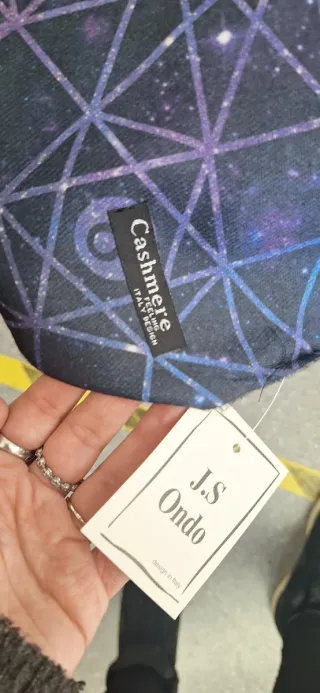 Cashmere
FEELING
ITALY DESIGN
J.S
Ondo
design in Italy